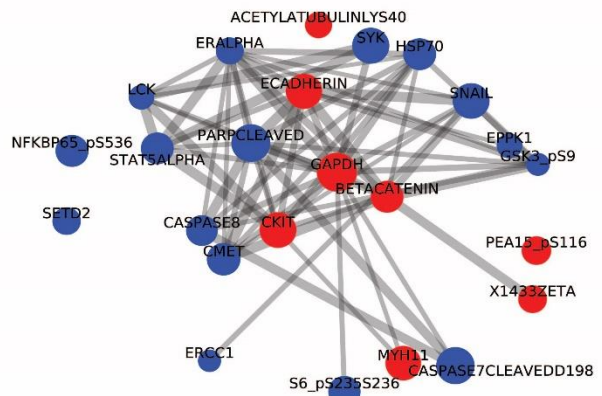 ACETYLATUBULINLYS40
ERALPHA
SYK
HSP70
ECADHERIN
LCK
SNAIL
PARPCLEAVED
EPPK1
NFKBP65_pS536
STAT5ALPHA
GAPDH
GSK3_pS9
BETACATENIN
SETD2
CASPASE8
CKIT
PEA15_pS116
CMET
X1433ZETA
ERCC1
MYH11
CASPASE7CLEAVEDD198
S6_pS235S236